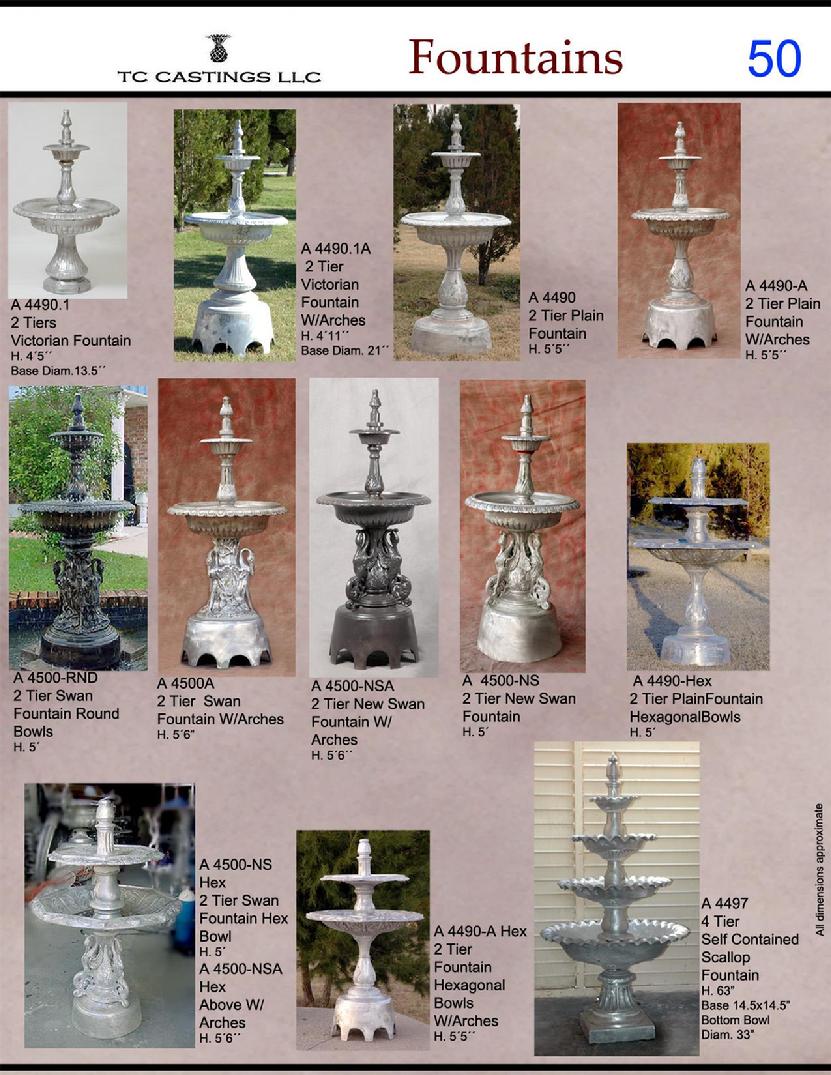 TC CASTINGS LLC
Fountains
50
A 4490.1
2 Tiers
Victorian Fountain
H. 4´5´´
Base Diam.13.5´´
A 4490.1A
2 Tier
Victorian
Fountain
W/Arches
H. 4´11´´
Base Diam. 21´´
A 4490
2 Tier Plain
Fountain
H. 5´5´´
A 4490-A
2 Tier Plain
Fountain
W/Arches
H. 5´5´´
A 4500-RND
2 Tier Swan
Fountain Round
Bowls
H. 5´
A 4500A
2 Tier Swan
Fountain W/Arches
H. 5´6"
A 4500-NSA
2 Tier New Swan
Fountain W/
Arches
H. 5´6´´
A 4500-NS
2 Tier New Swan
Fountain
H. 5´
A 4490-Hex
2 Tier PlainFountain
HexagonalBowls
H. 5´
A 4500-NS
Hex
2 Tier Swan
Fountain Hex
Bowl
H. 5´
A 4500-NSA
Hex
Above W/
Arches
H. 5´6´´
A 4490-A Hex
2 Tier
Fountain
Hexagonal
Bowls
W/Arches
H. 5´5´´
A 4497
4 Tier
Self Contained
Scallop
Fountain
H. 63"
Base 14.5x14.5"
Bottom Bowl
Diam. 33"
All dimensions approximate